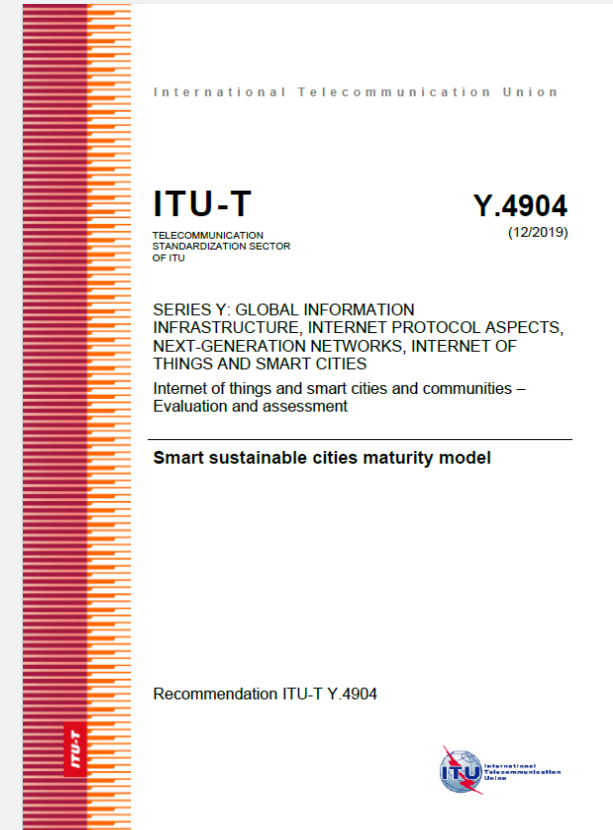 International Telecommunication Union
ITU-T
Y.4904
TELECOMMUNICATION
STANDARDIZATION SECTOR
OF ITU
(12/2019)
SERIES Y: GLOBAL INFORMATION
INFRASTRUCTURE, INTERNET PROTOCOL ASPECTS,
NEXT-GENERATION NETWORKS, INTERNET OF
THINGS AND SMART CITIES
Internet of things and smart cities and communities –
Evaluation and assessment
Smart sustainable cities maturity model
Recommendation ITU-T Y.4904
ITU-T
ITU
International
Telecommunication
Union